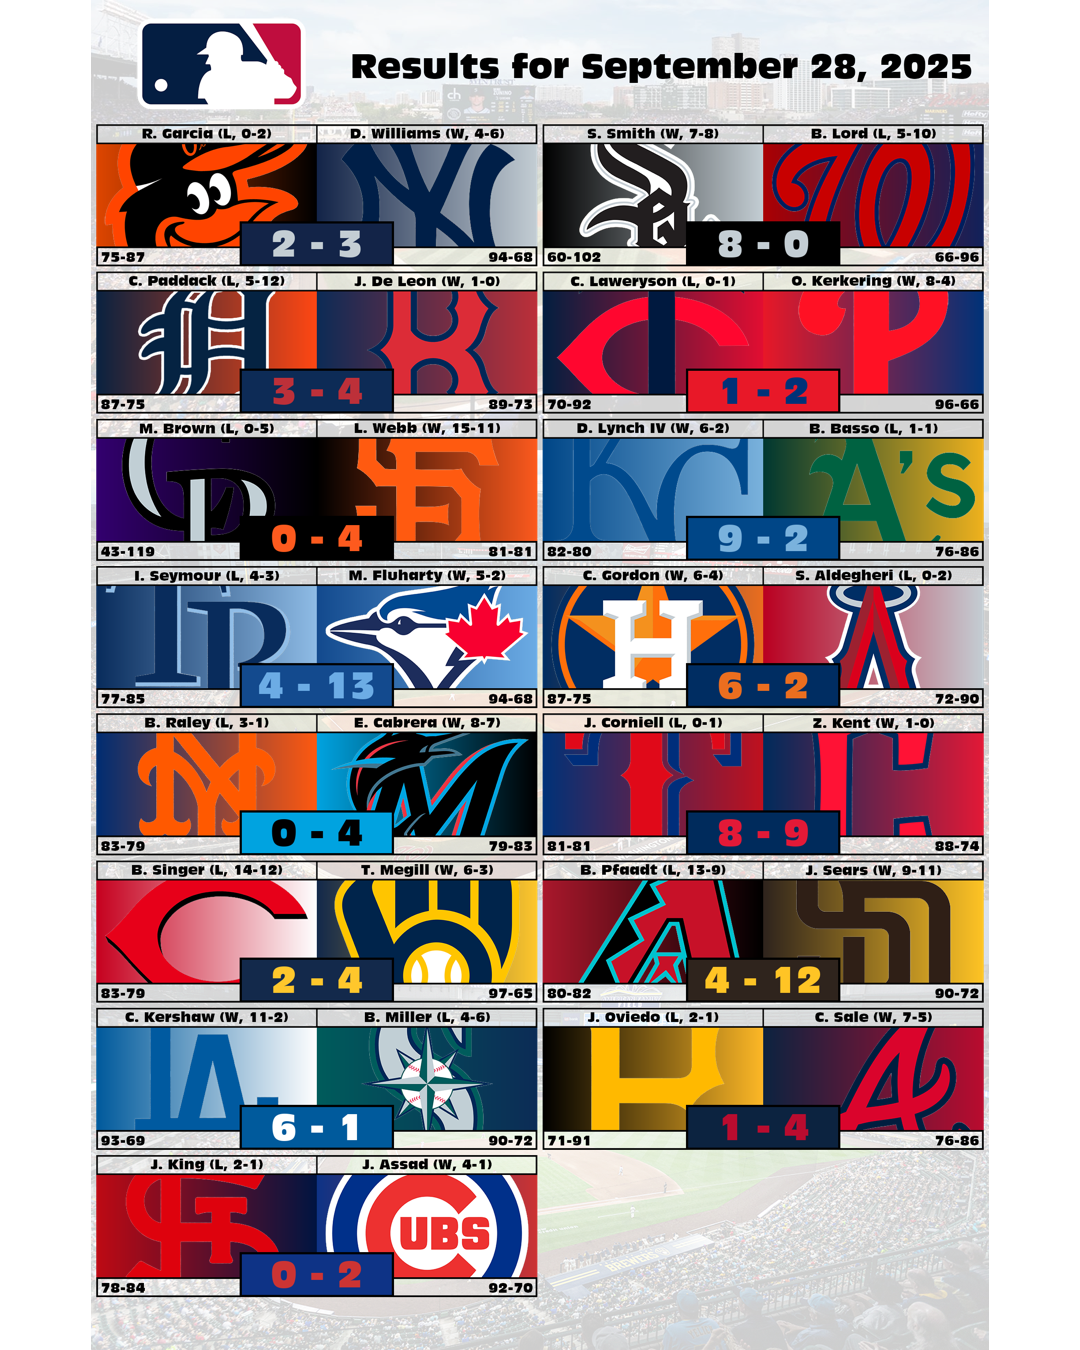 Results for September 28, 2025
R. Garcia (L, 0-2) D. Williams (W, 4-6)
2 - 3
75-87 94-68
S. Smith (W, 7-8) B. Lord (L, 5-10)
8 - 0
60-102 66-96
C. Paddack (L, 5-12) J. De Leon (W, 1-0)
3 - 4
87-75 89-73
C. Laweryson (L, 0-1) O. Kerkering (W, 8-4)
1 - 2
70-92 96-66
M. Brown (L, 0-5) L. Webb (W, 15-11)
0 - 4
43-119 81-81
D. Lynch IV (W, 6-2) B. Basso (L, 1-1)
A's
9 - 2
82-80 76-86
I. Seymour (L, 4-3) M. Fluharty (W, 5-2)
TB
4 - 13
77-85 94-68
C. Gordon (W, 6-4) S. Aldegheri (L, 0-2)
H A
6 - 2
87-75 72-90
B. Raley (L, 3-1) E. Cabrera (W, 8-7)
0 - 4
83-79 79-83
J. Corniell (L, 0-1) Z. Kent (W, 1-0)
T C
8 - 9
81-81 88-74
B. Singer (L, 14-12) T. Megill (W, 6-3)
2 - 4
83-79 97-65
B. Pfaadt (L, 13-9) J. Sears (W, 9-11)
A SD
4 - 12
80-82 90-72
C. Kershaw (W, 11-2) B. Miller (L, 4-6)
LA S
6 - 1
93-69 90-72
J. Oviedo (L, 2-1) C. Sale (W, 7-5)
1 - 4
71-91 76-86
J. King (L, 2-1) J. Assad (W, 4-1)
CUBS
0 - 2
78-84 92-70